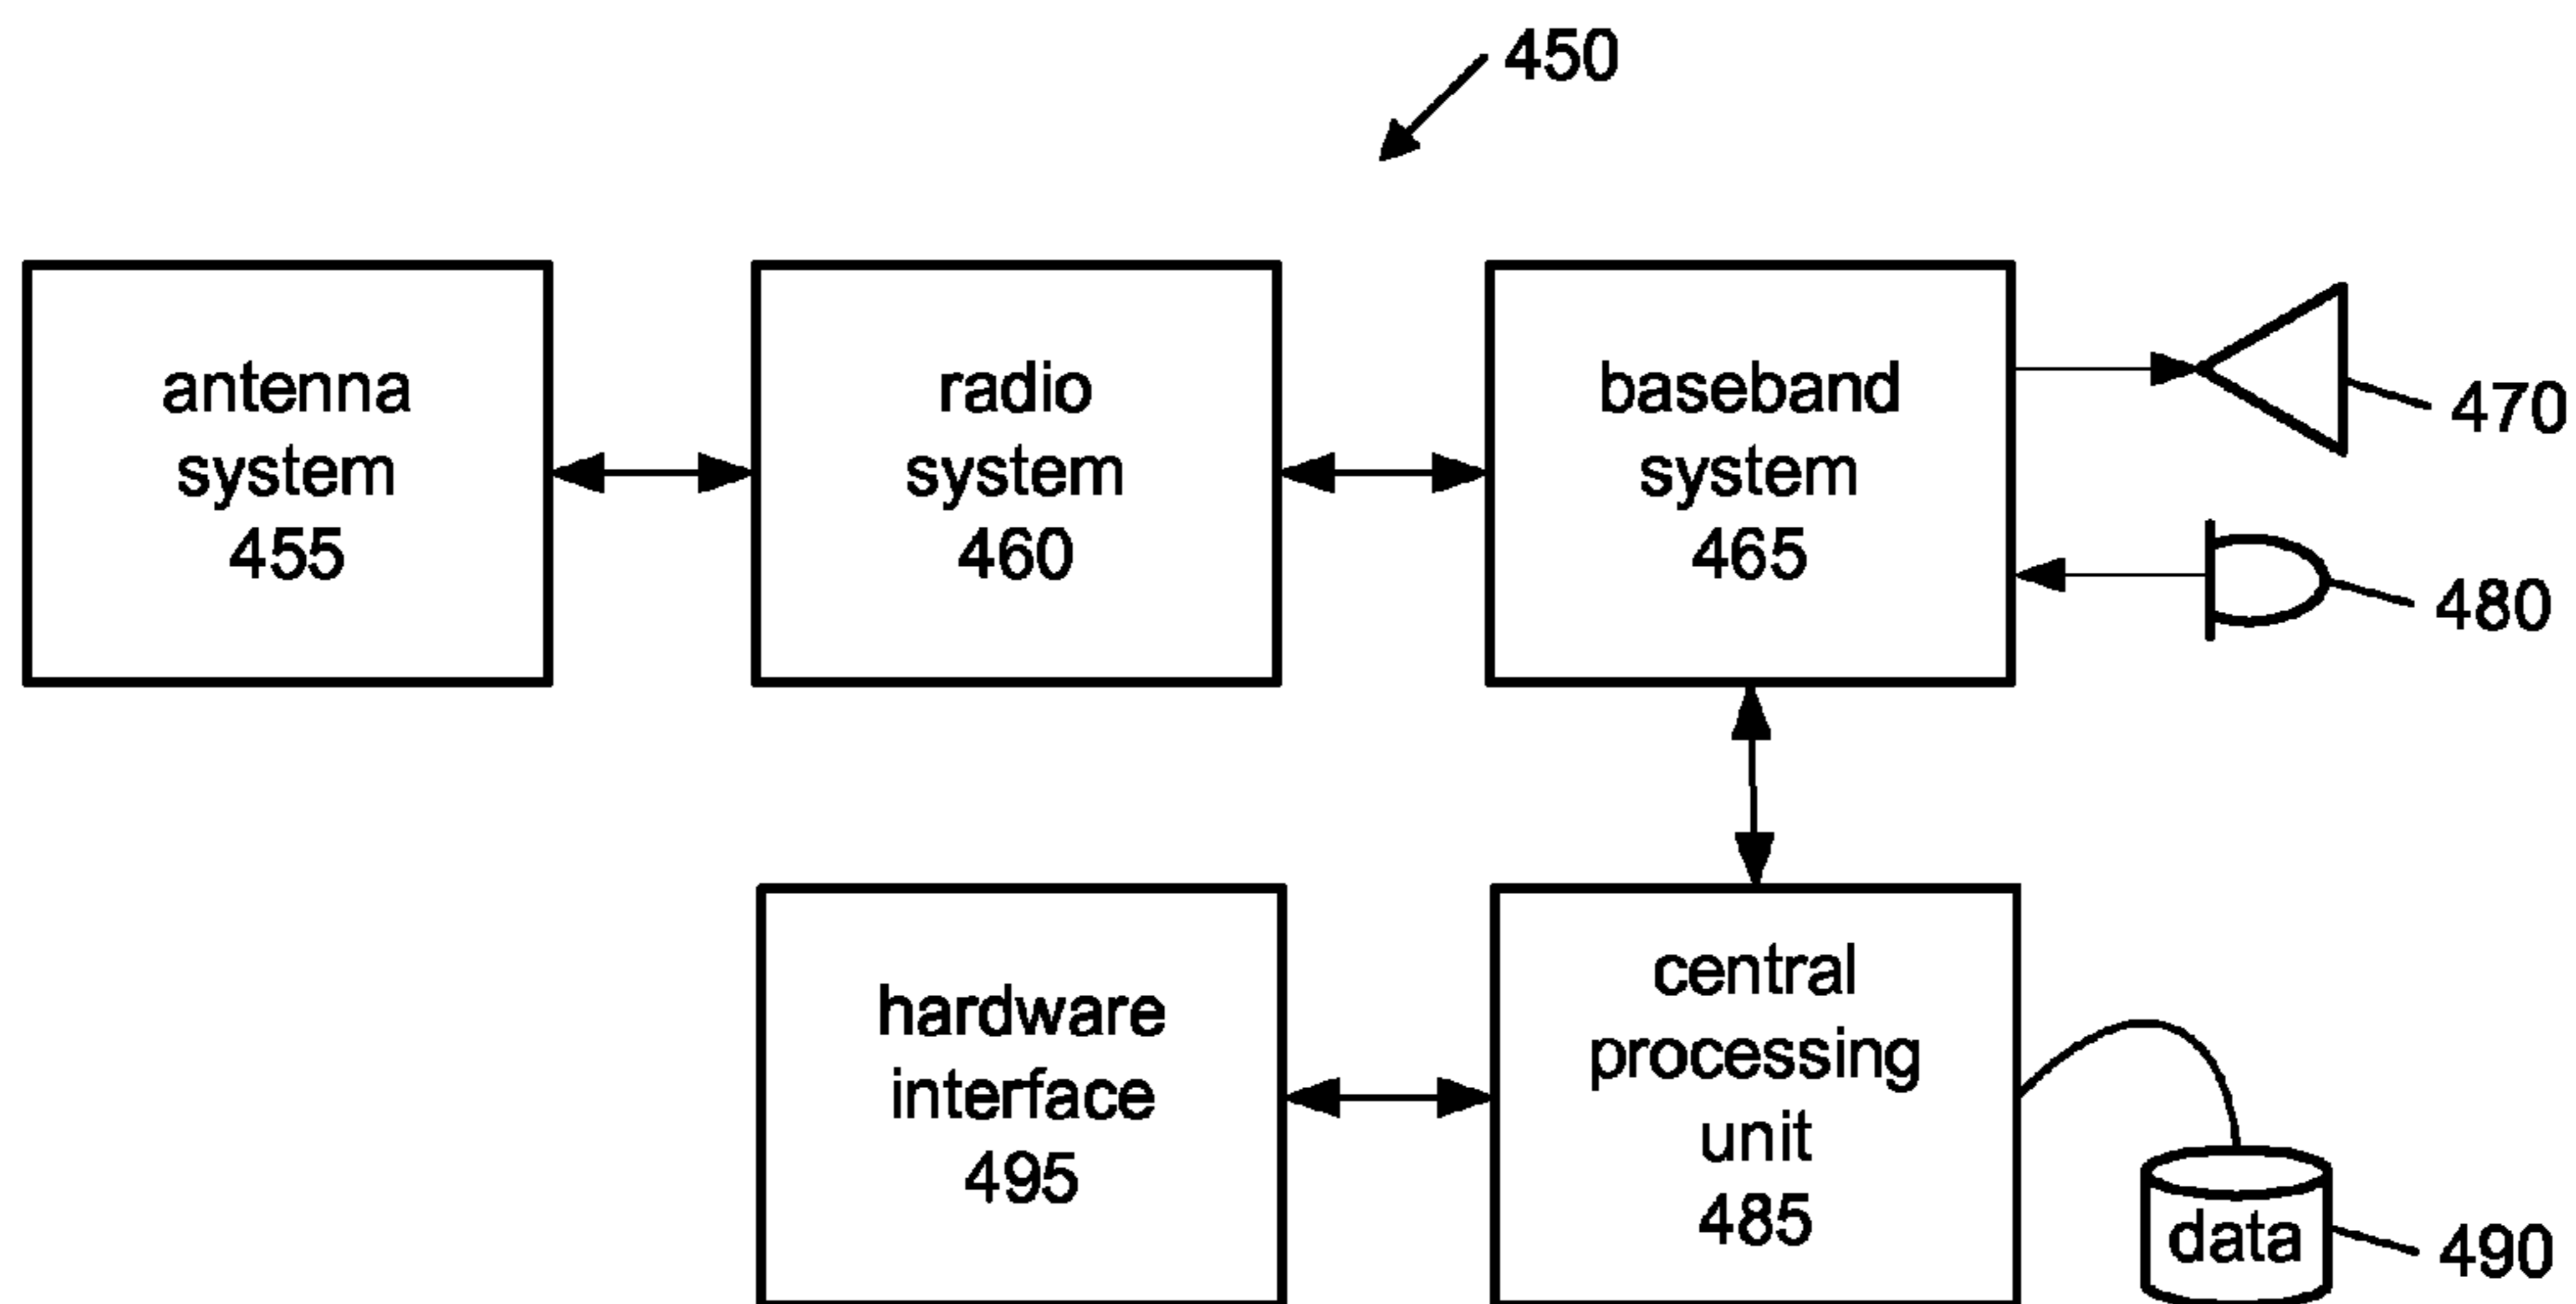 450
antenna
system
455
radio
system
460
baseband
system
465
470
480
hardware
interface
495
central
processing
unit
485
data
490